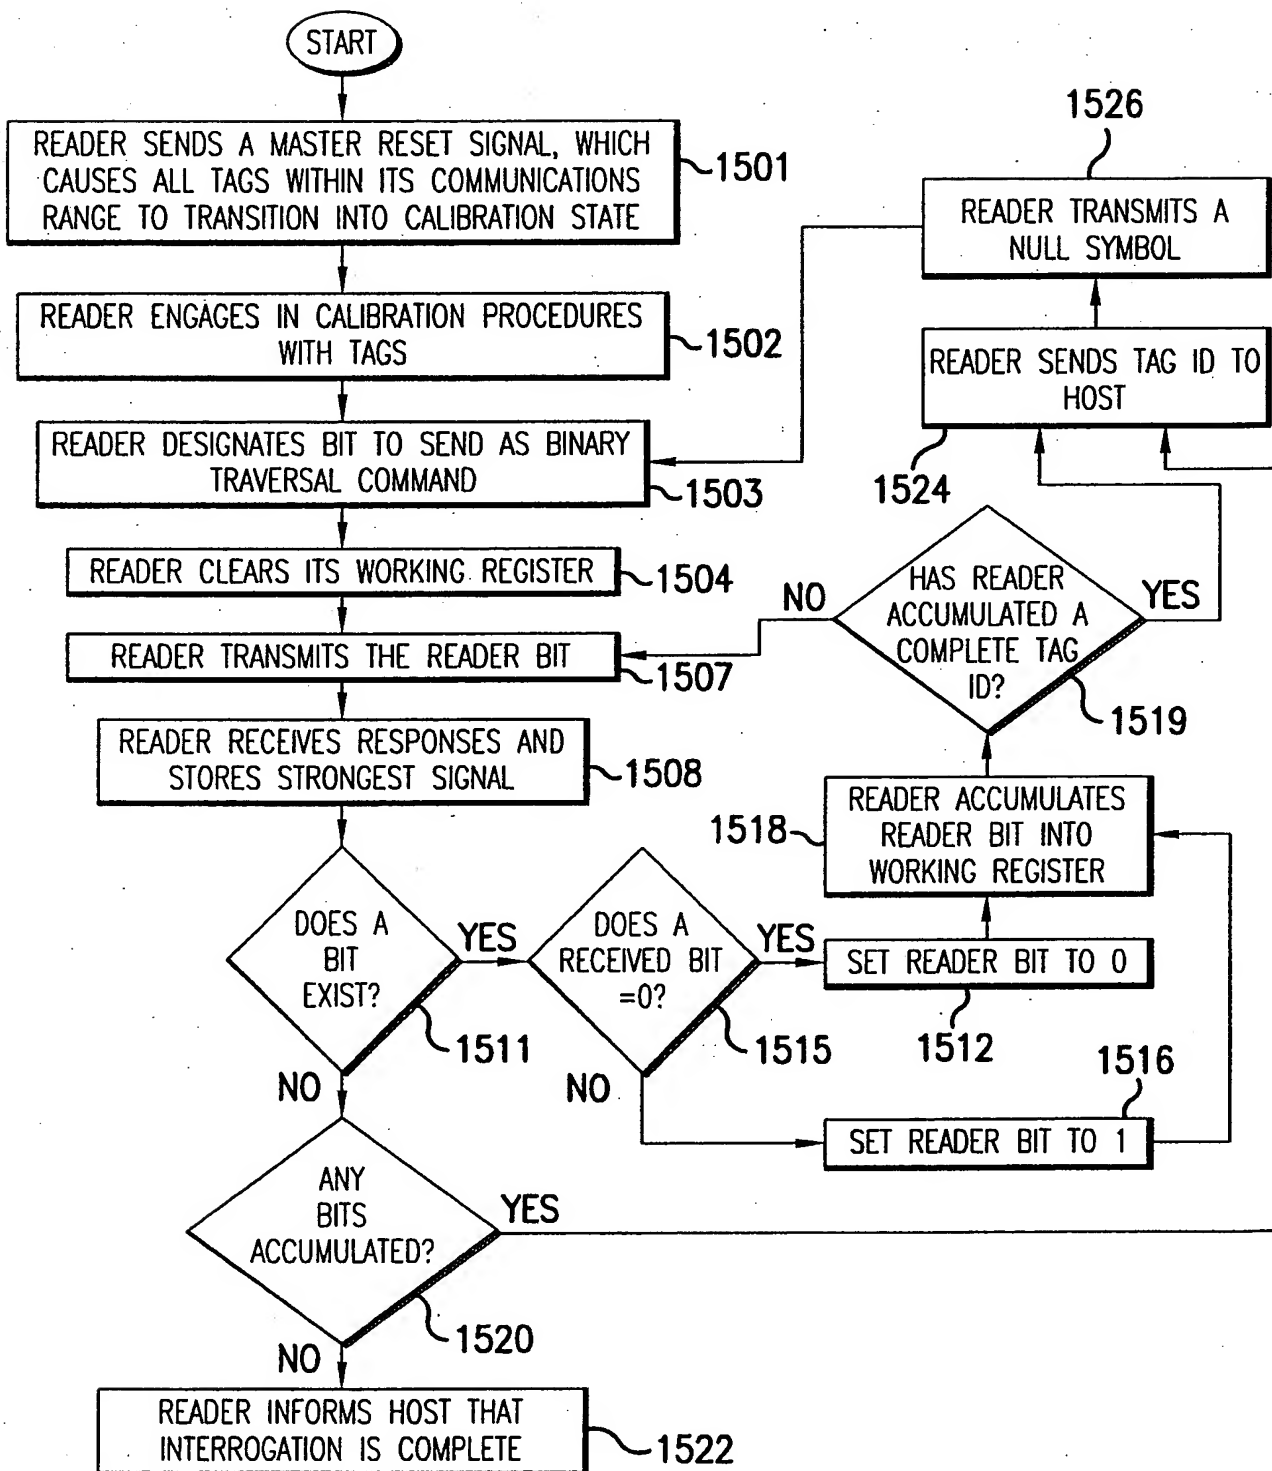 START
READER SENDS A MASTER RESET SIGNAL, WHICH
CAUSES ALL TAGS WITHIN ITS COMMUNICATIONS
RANGE TO TRANSITION INTO CALIBRATION STATE
1501
READER ENGAGES IN CALIBRATION PROCEDURES
WITH TAGS
1502
READER DESIGNATES BIT TO SEND AS BINARY
TRAVERSAL COMMAND
1503
READER CLEARS ITS WORKING REGISTER
1504
READER TRANSMITS THE READER BIT
1507
READER RECEIVES RESPONSES AND
STORES STRONGEST SIGNAL
1508
DOES A
BIT
EXIST?
1511
YES
NO
DOES A
RECEIVED BIT
=0?
1515
YES
NO
SET READER BIT TO 0
1512
1516
SET READER BIT TO 1
1518
READER ACCUMULATES
READER BIT INTO
WORKING REGISTER
HAS READER
ACCUMULATED A
COMPLETE TAG
ID?
1519
NO
YES
READER SENDS TAG ID TO
HOST
1524
1526
READER TRANSMITS A
NULL SYMBOL
ANY
BITS
ACCUMULATED?
1520
YES
NO
READER INFORMS HOST THAT
INTERROGATION IS COMPLETE
1522